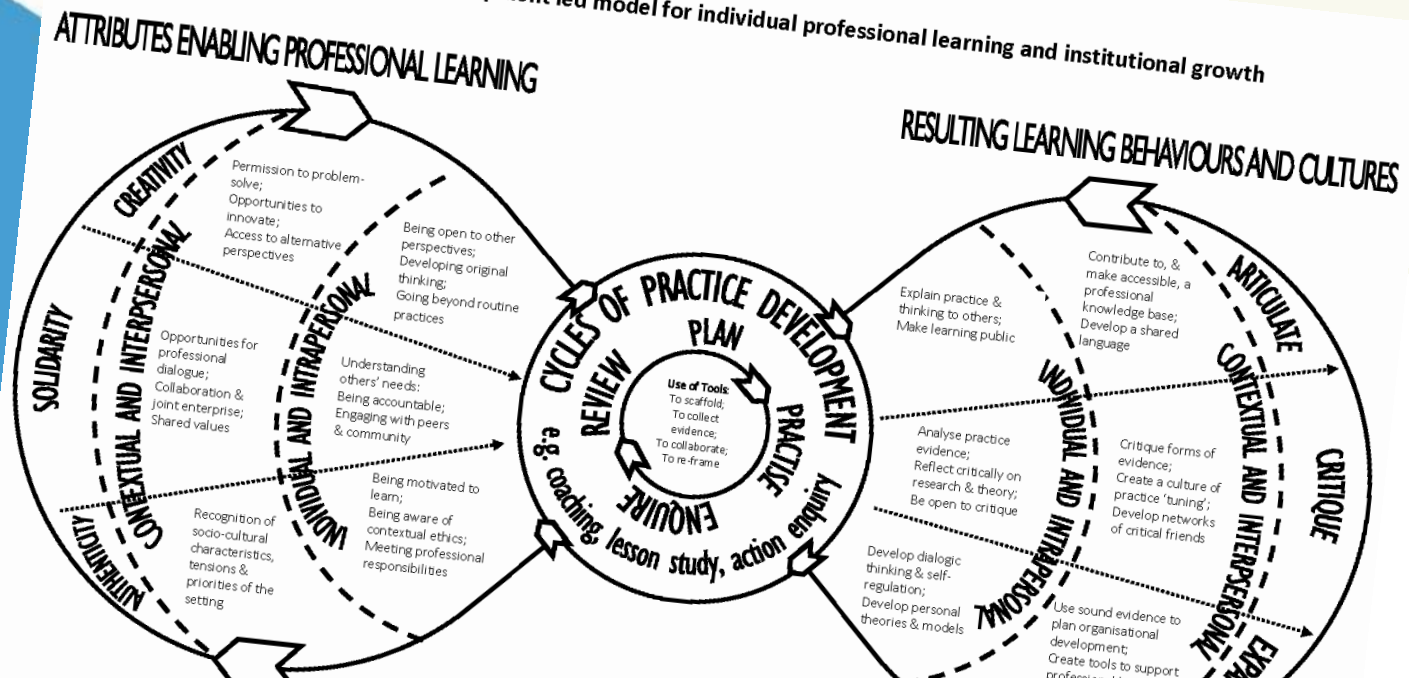 led model for individual professional learning and institutional growth
ATTRIBUTES ENABLING PROFESSIONAL LEARNING
RESULTING LEARNING BEHAVIOURS AND CULTURES
CREATIVITY
SOLIDARITY
AUTHENTICITY
CONTEXTUAL AND INTERPSERSONAL
Permission to problem-
solve;
Opportunities to
innovate;
Access to alternative
perspectives
Opportunities for
professional
dialogue;
Collaboration &
joint enterprise;
Shared values
Recognition of
socio-cultural
characteristics,
tensions &
priorities of the
setting
INDIVIDUAL AND INTRAPERSONAL
Being open to other
perspectives;
Developing original
thinking;
Going beyond routine
practices
Understanding
others' needs:
Being accountable;
Engaging with peers
& community
Being motivated to
learn;
Being aware of
contextual ethics;
Meeting professional
responsibilities
CYCLES OF PRACTICE DEVELOPMENT
e.g. coaching, lesson study, action enquiry
PLAN
PRACTISE
ENQUIRE
REVIEW
Use of Tools:
To scaffold;
To collect
evidence;
To collaborate;
To re-frame
Explain practice &
thinking to others;
Make learning public
Analyse practice
evidence;
Reflect critically on
research & theory;
Be open to critique
Develop dialogic
thinking & self-
regulation;
Develop personal
theories & models
INDIVIDUAL AND INTRAPERSONAL
Contribute to, &
make accessible, a
professional
knowledge base;
Develop a shared
language
Critique forms of
evidence;
Create a culture of
practice 'tuning';
Develop networks
of critical friends
Use sound evidence to
plan organisational
development;
Create tools to support
CONTEXTUAL AND INTERPSERSONAL
ARTICULATE
CRITIQUE